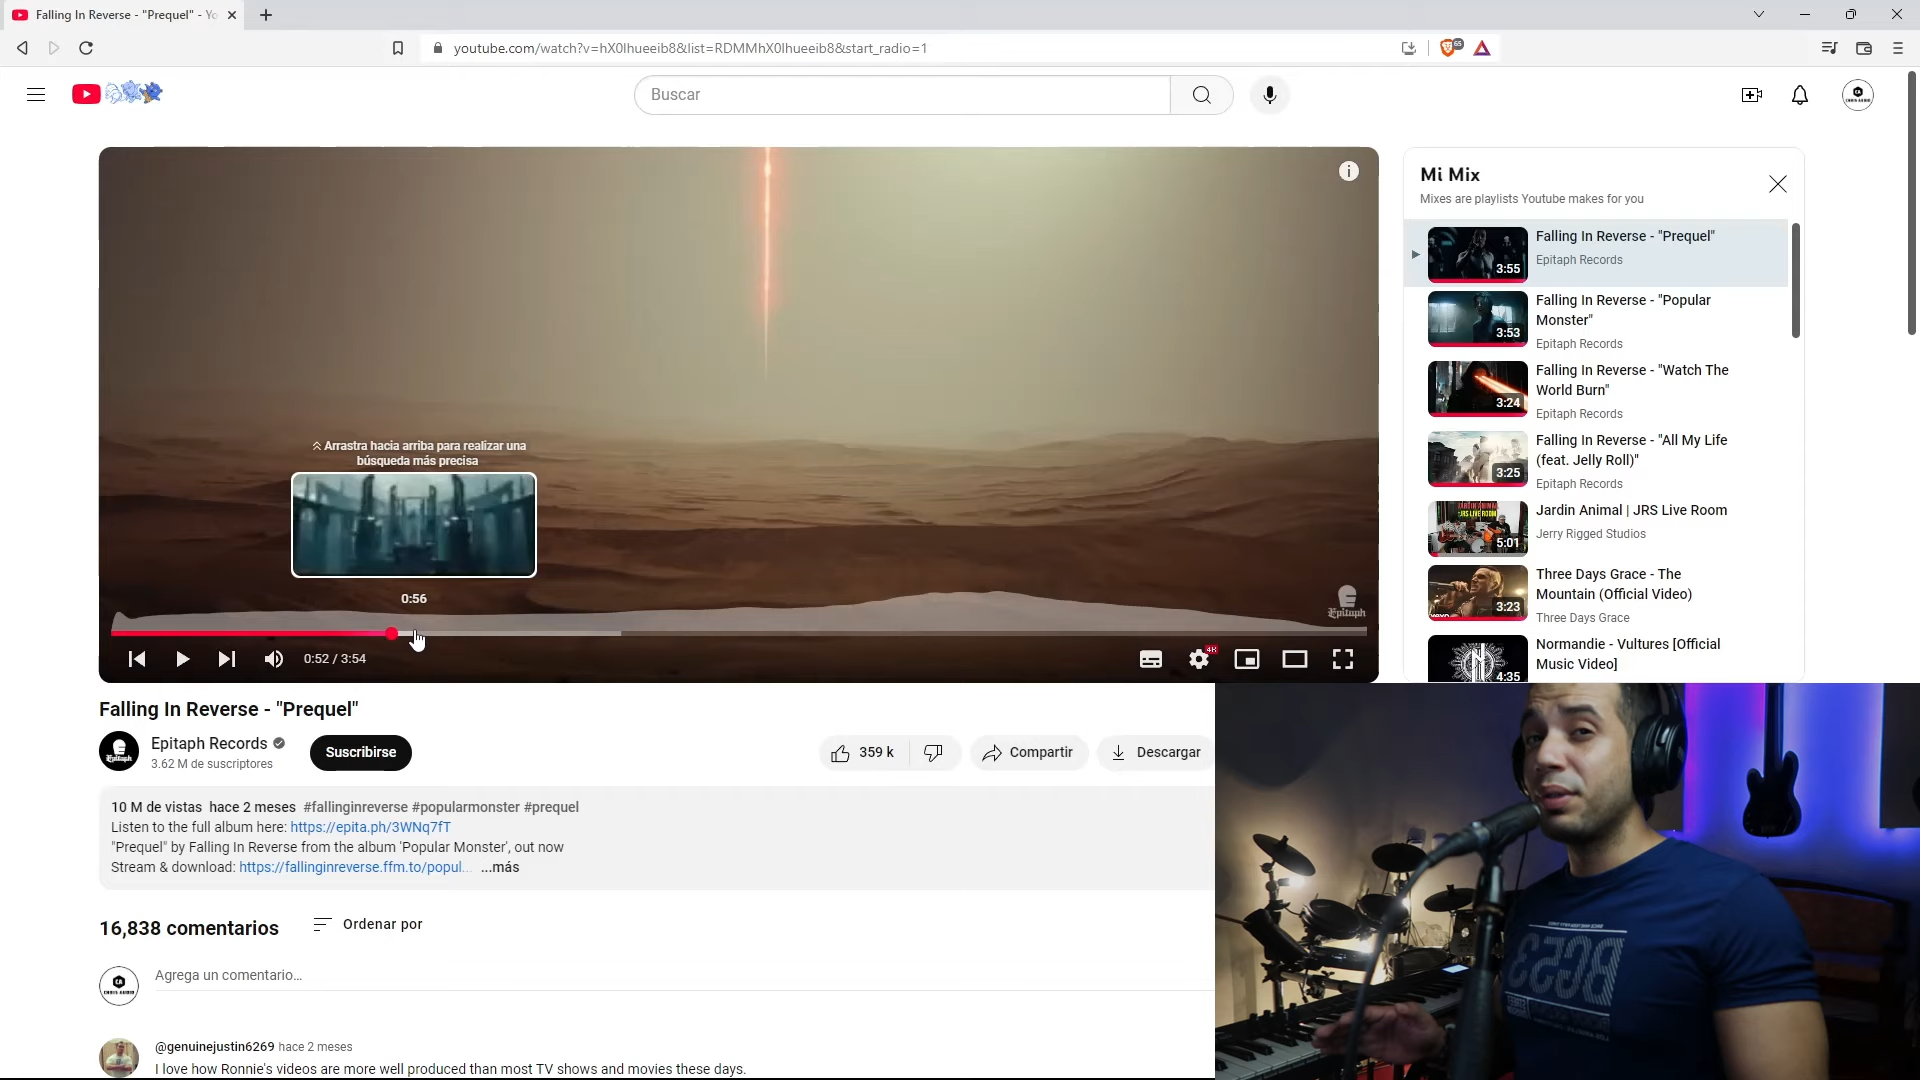 Falling In Reverse - "Prequel" - Yo
youtube.com/watch?v=hX0lhueeib8&list=RDMMhX0lhueeib8&start_radio=1
65
Buscar
CHRIS AUDIO
Mi Mix
Mixes are playlists Youtube makes for you
Falling In Reverse - "Prequel"
Epitaph Records
3:55
Falling In Reverse - "Popular
Monster"
Epitaph Records
3:53
Falling In Reverse - "Watch The
World Burn"
Epitaph Records
3:24
Falling In Reverse - "All My Life
(feat. Jelly Roll)"
Epitaph Records
3:25
Jardin Animal | JRS Live Room
Jerry Rigged Studios
JRS LIVE ROOM
5:01
Three Days Grace - The
Mountain (Official Video)
Three Days Grace
vevo
3:23
Normandie - Vultures [Official
Music Video]
4:35
Arrastra hacia arriba para realizar una
búsqueda más precisa
0:56
Epitaph
0:52 / 3:54
4K
Falling In Reverse - "Prequel"
Epitaph Records
3.62 M de suscriptores
Suscribirse
359 k
Compartir
Descargar
10 M de vistas hace 2 meses #fallinginreverse #popularmonster #prequel
Listen to the full album here: https://epita.ph/3WNq7fT
"Prequel" by Falling In Reverse from the album 'Popular Monster', out now
Stream & download: https://fallinginreverse.ffm.to/popul... ...más
16,838 comentarios
Ordenar por
CHRIS AUDIO
Agrega un comentario...
@genuinejustin6269 hace 2 meses
I love how Ronnie's videos are more well produced than most TV shows and movies these days.